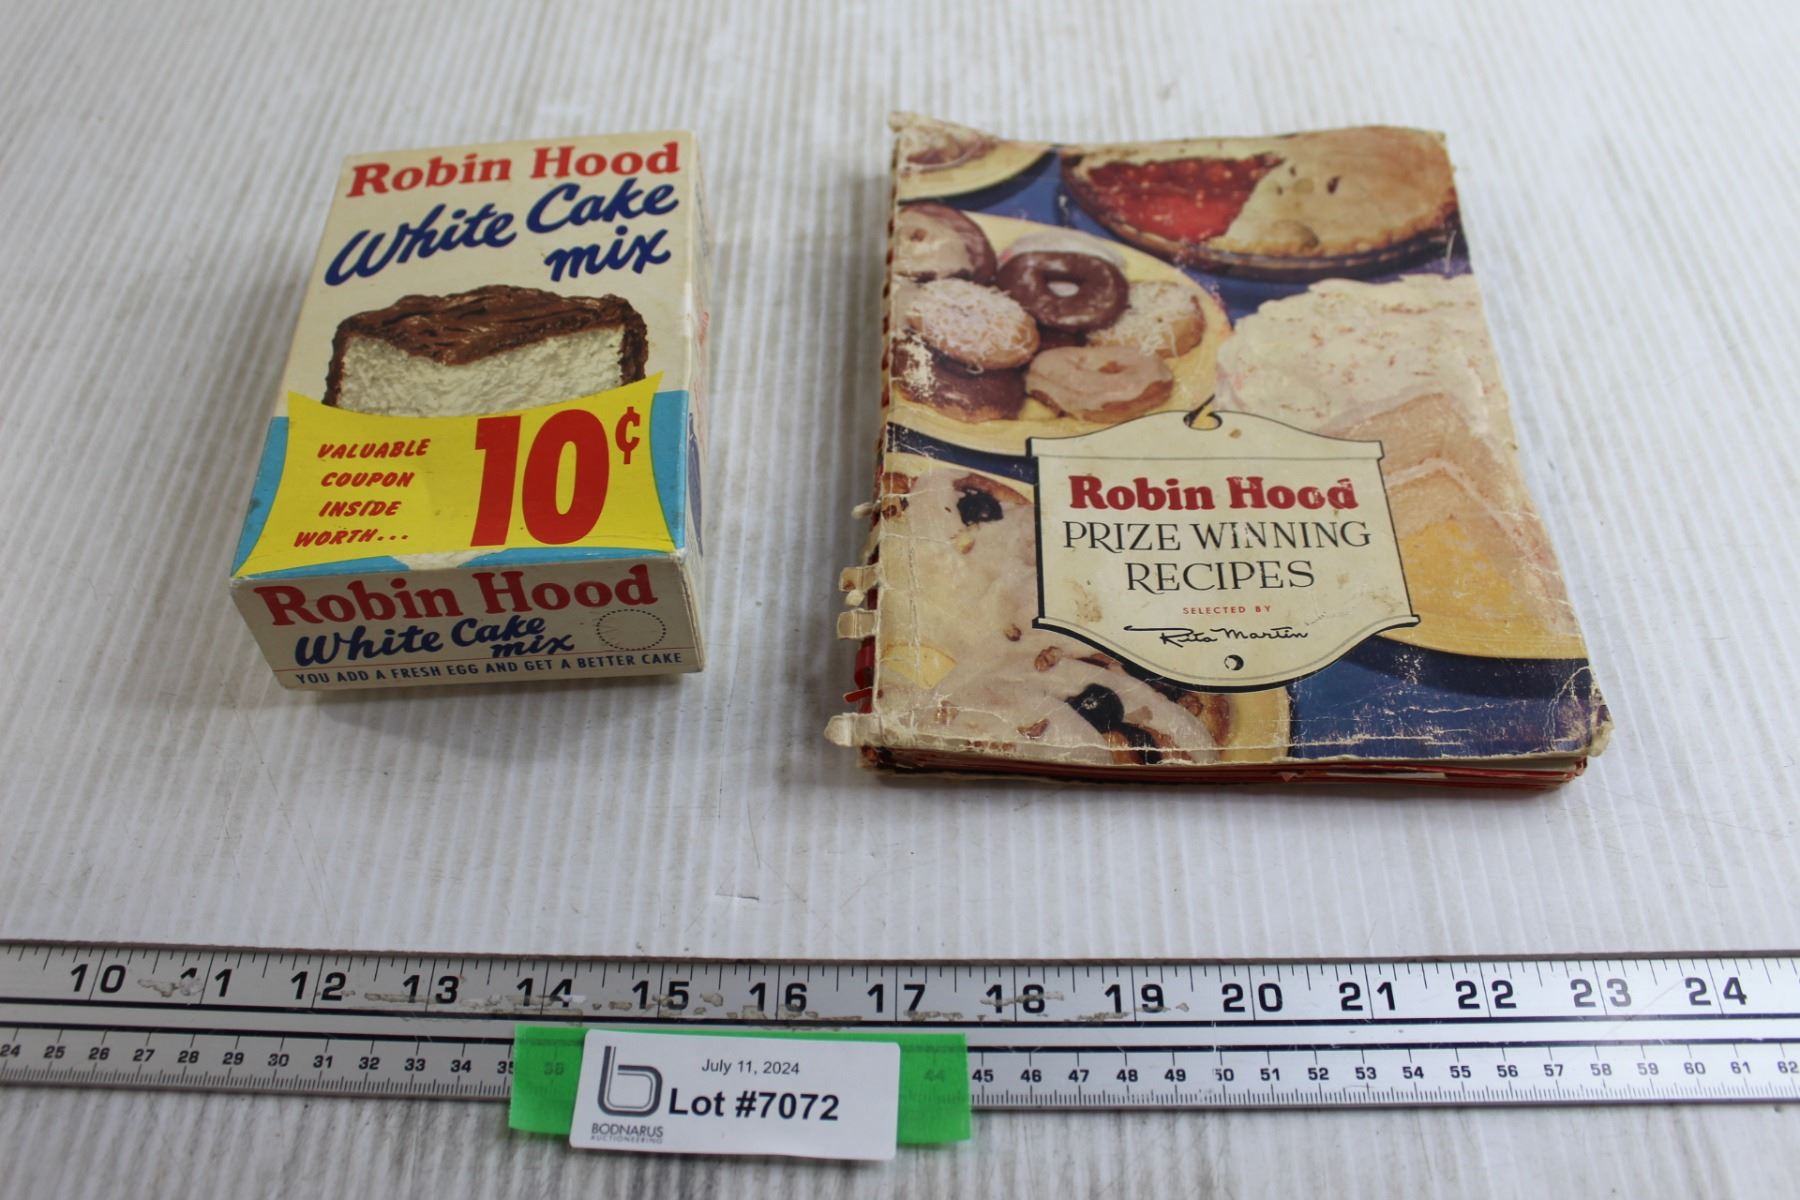 Robin Hood
White Cake
mix
VALUABLE
COUPON
INSIDE
WORTH...
10¢
Robin Hood
White Cake
mix
YOU ADD A FRESH EGG AND GET A BETTER CAKE
Robin Hood
PRIZE WINNING
RECIPES
SELECTED BY
Rita Martin
10 11 12 13 14 15 16 17 18 19 20 21 22 23 24
24 25 26 27 28 29 30 31 32 33 34 35 36 44 45 46 47 48 49 50 51 52 53 54 55 56 57 58 59 60 61 62
July 11, 2024
Lot #7072
BODNARUS
AUCTIONEERING